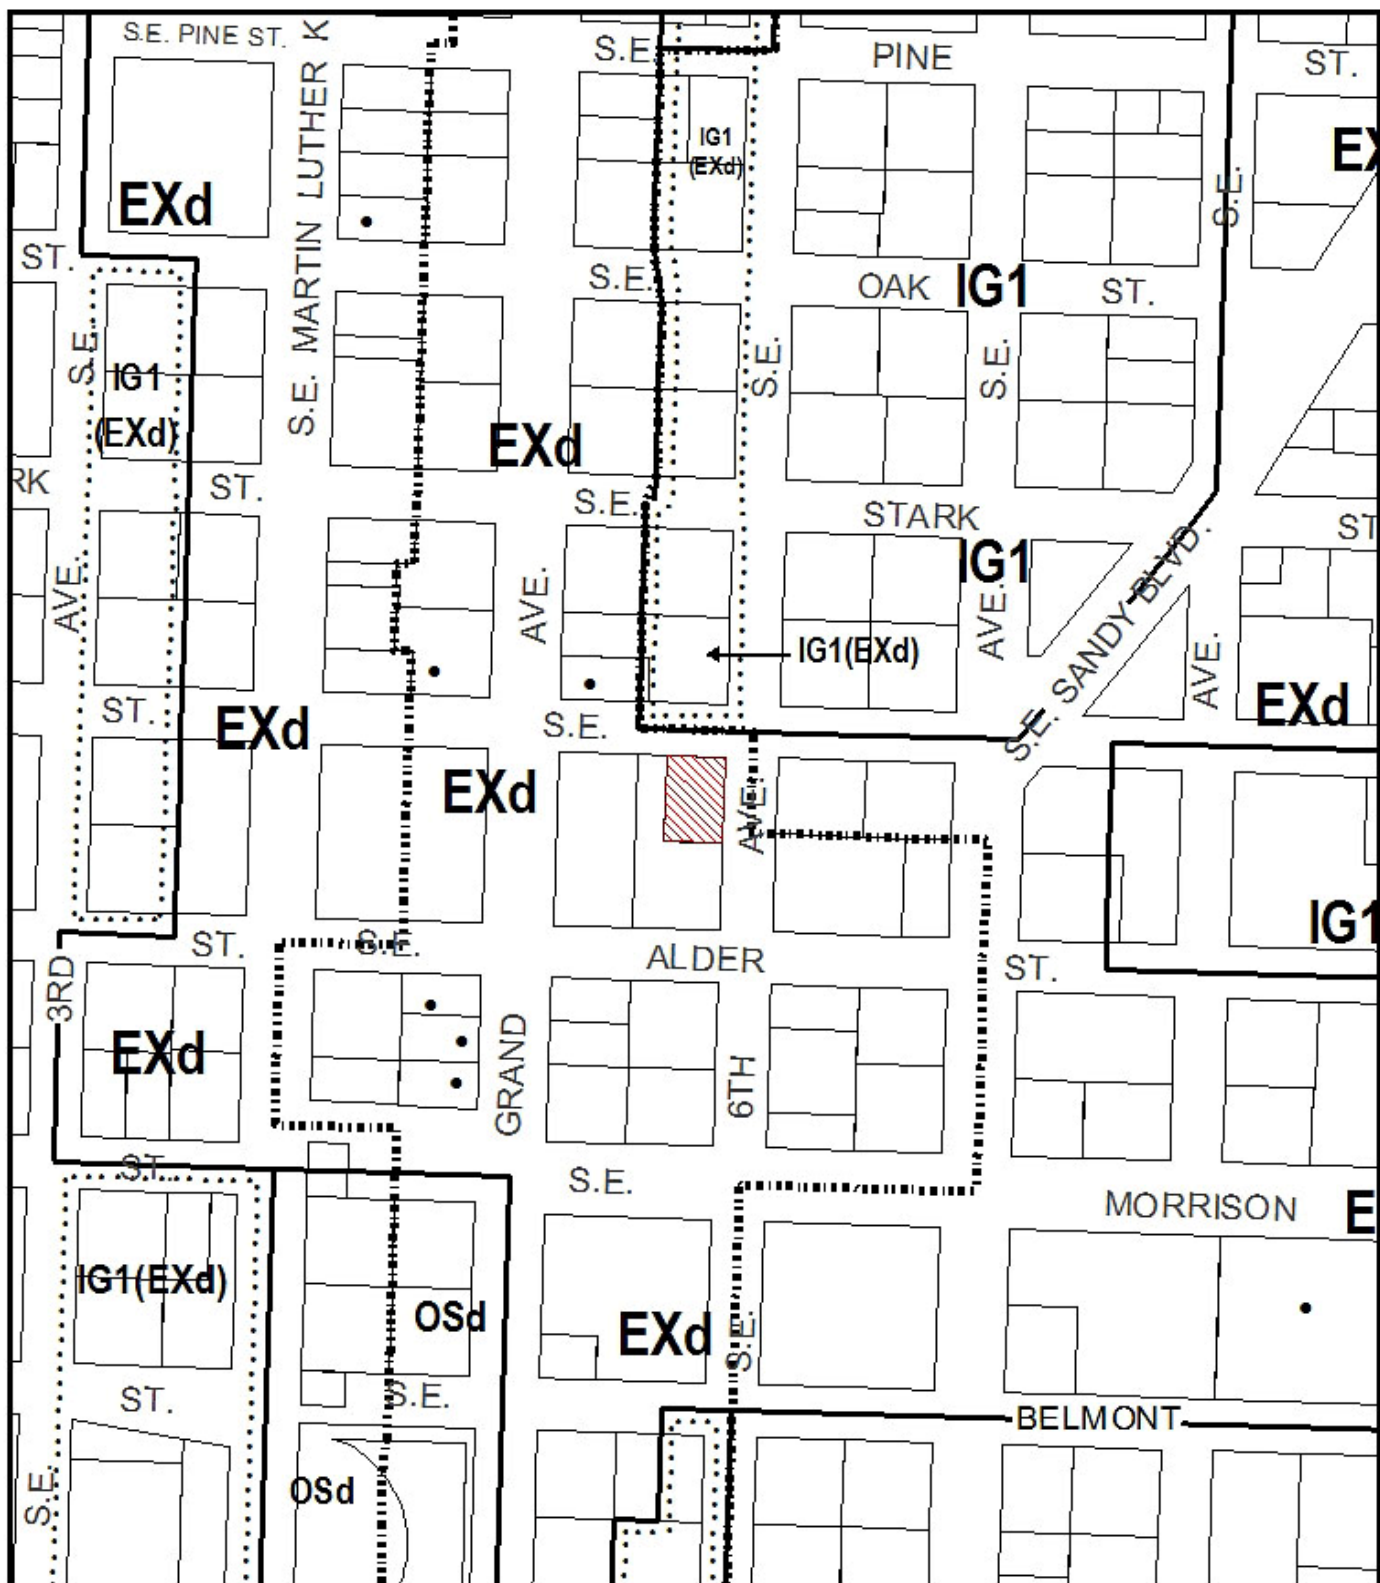 S.E. PINE ST.
S.E.
PINE
ST.
S.E. MARTIN LUTHER K
IG1
(EXd)
EXd
S.E.
EXd
ST.
S.E.
OAK
IG1
ST.
S.E.
IG1
(EXd)
S.E.
S.E.
EXd
RK
ST.
S.E.
STARK
ST
IG1
S.E. SANDY BLVD.
AVE.
AVE.
AVE.
IG1(EXd)
AVE.
ST.
EXd
S.E.
EXd
EXd
AVE.
IG1
ST.
S.E.
ALDER
ST.
3RD
EXd
GRAND
6TH
ST.
S.E.
MORRISON
E
IG1(EXd)
OSd
EXd
S.E.
ST.
S.E.
BELMONT
S.E.
OSd